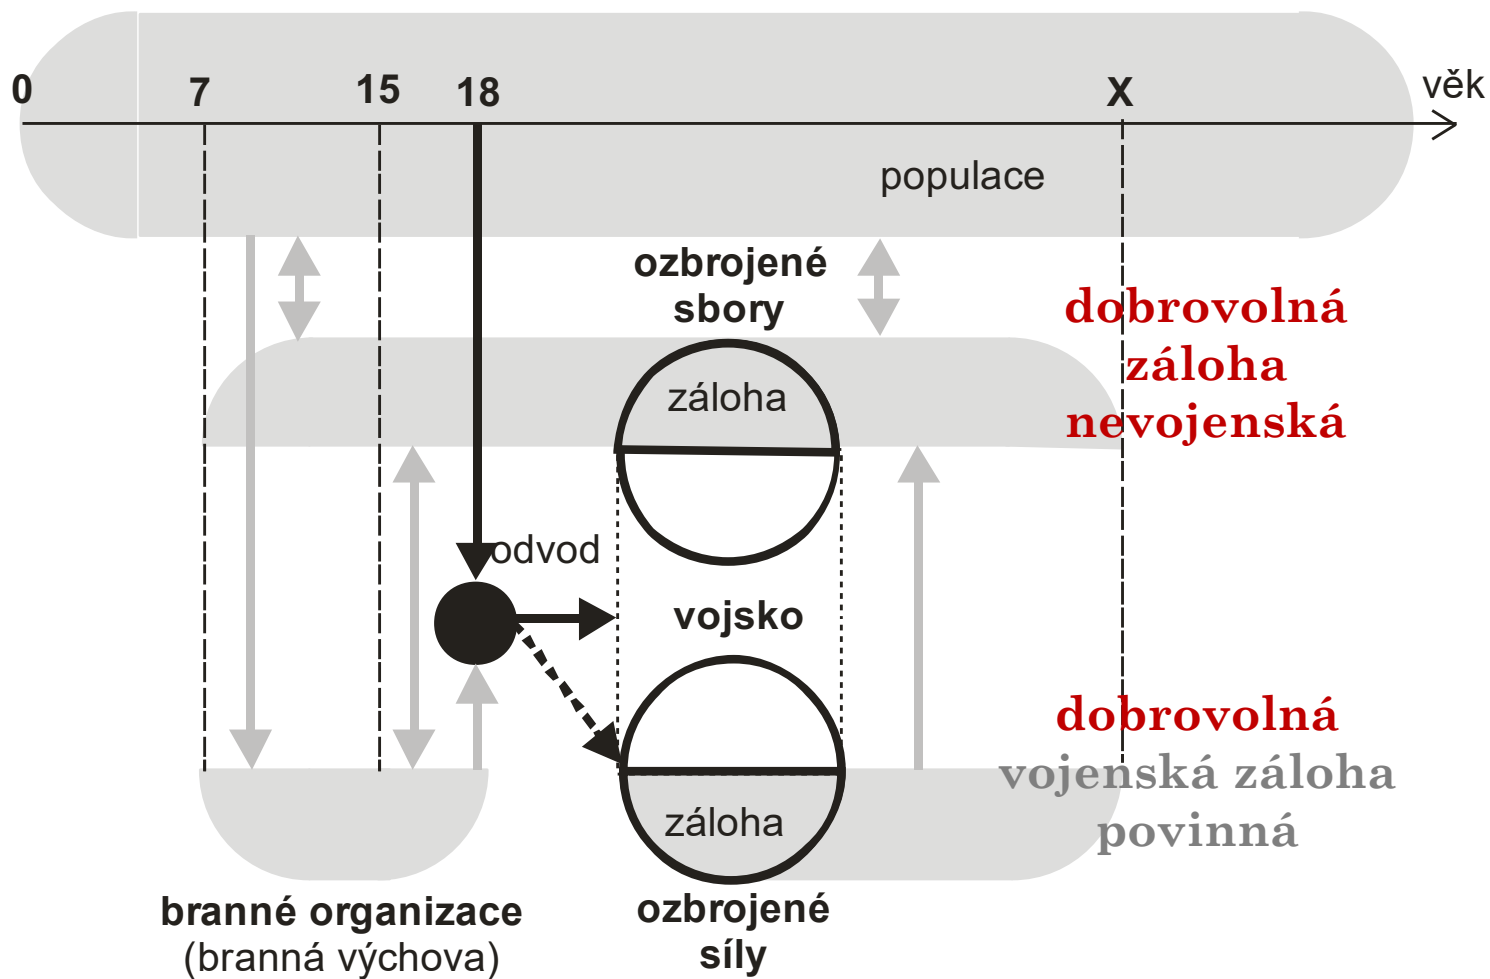 0
7
15
18
X
věk
populace
ozbrojené
sbory
dobrovolná
záloha
nevojenská
záloha
odvod
vojsko
dobrovolná
vojenská záloha
povinná
záloha
branné organizace
(branná výchova)
ozbrojené
síly